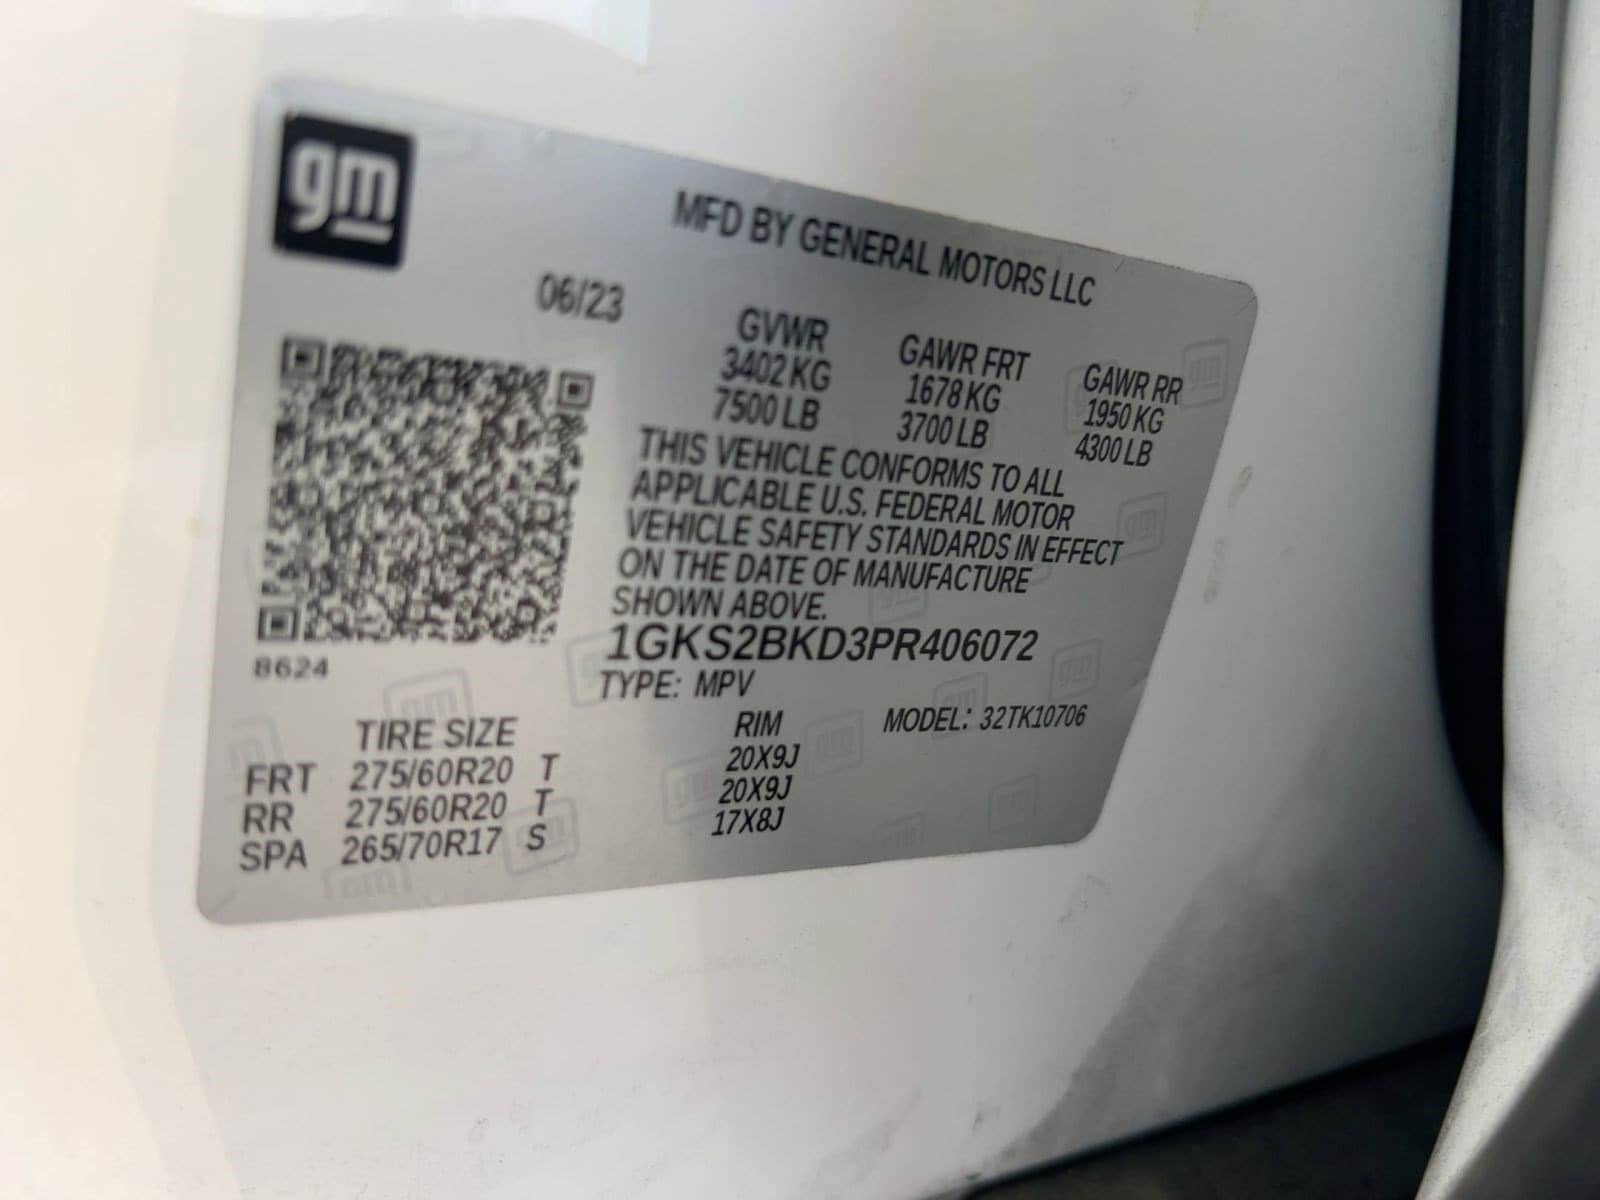 gm
MFD BY GENERAL MOTORS LLC
06/23
GVWR GAWR FRT GAWR RR
3402 KG 1678 KG 1950 KG
7500 LB 3700 LB 4300 LB
THIS VEHICLE CONFORMS TO ALL
APPLICABLE U.S. FEDERAL MOTOR
VEHICLE SAFETY STANDARDS IN EFFECT
ON THE DATE OF MANUFACTURE
SHOWN ABOVE.
1GKS2BKD3PR406072
8624
TYPE: MPV
TIRE SIZE RIM MODEL: 32TK10706
FRT 275/60R20 T 20X9J
RR 275/60R20 T 20X9J
SPA 265/70R17 S 17X8J